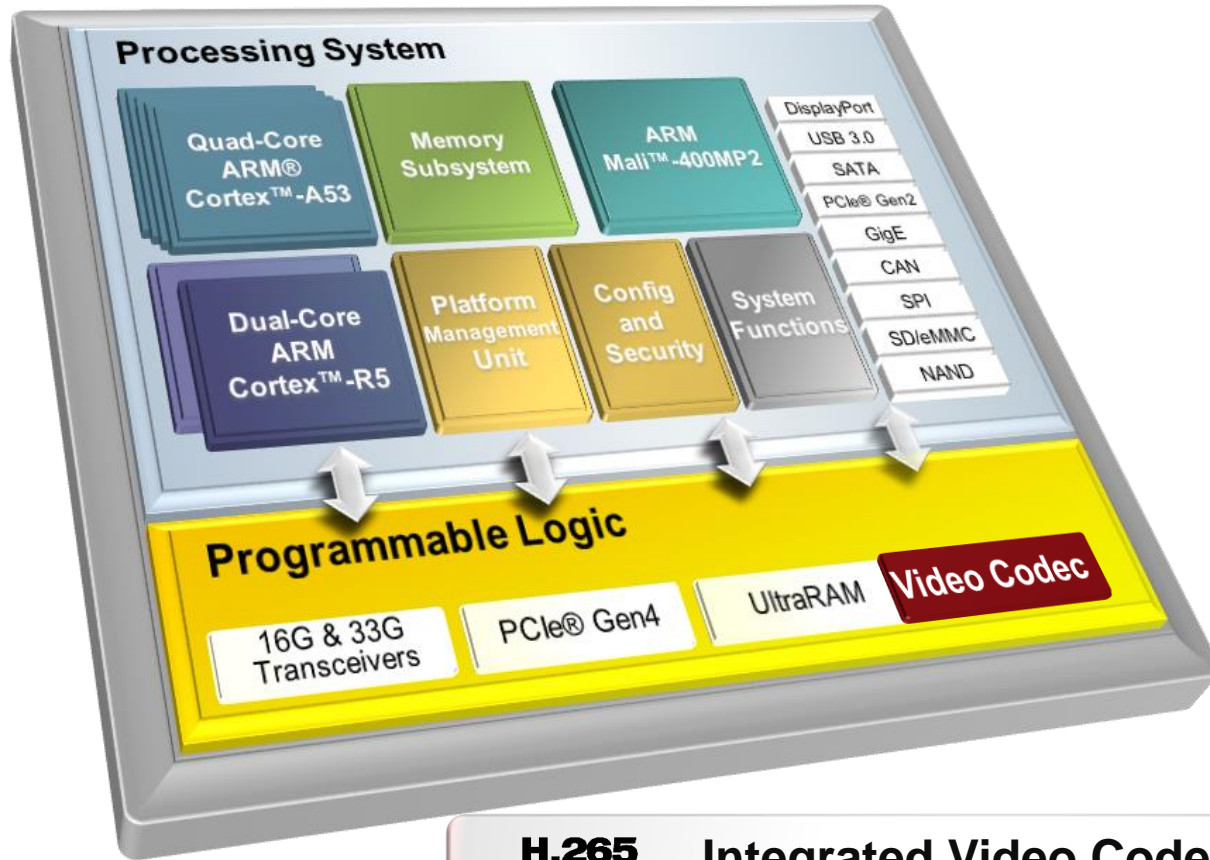 Processing System
Quad-Core
ARM®
Cortex™-A53
Memory
Subsystem
ARM
Mali™-400MP2
DisplayPort
USB 3.0
SATA
PCIe® Gen2
GigE
CAN
SPI
SD/eMMC
NAND
Dual-Core
ARM
Cortex™-R5
Platform
Management
Unit
Config
and
Security
System
Functions
Programmable Logic
16G & 33G
Transceivers
PCIe® Gen4
UltraRAM
Video Codec
H.265 Integrated Video Code